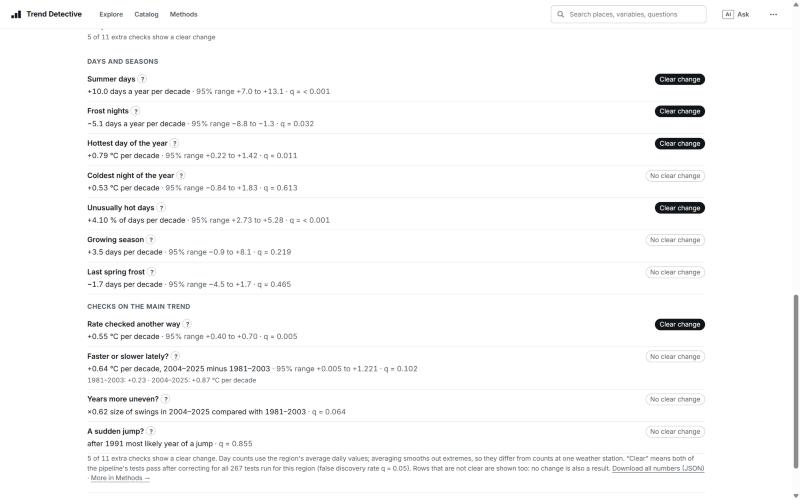 Trend Detective
Explore
Catalog
Methods
Search places, variables, questions
AI Ask
5 of 11 extra checks show a clear change
DAYS AND SEASONS
Summer days ?
Clear change
+10.0 days a year per decade · 95% range +7.0 to +13.1 · q = < 0.001
Frost nights ?
Clear change
−5.1 days a year per decade · 95% range −8.8 to −1.3 · q = 0.032
Hottest day of the year ?
Clear change
+0.79 °C per decade · 95% range +0.22 to +1.42 · q = 0.011
Coldest night of the year ?
No clear change
+0.53 °C per decade · 95% range −0.84 to +1.83 · q = 0.613
Unusually hot days ?
Clear change
+4.10 % of days per decade · 95% range +2.73 to +5.28 · q = < 0.001
Growing season ?
No clear change
+3.5 days per decade · 95% range −0.9 to +8.1 · q = 0.219
Last spring frost ?
No clear change
−1.7 days per decade · 95% range −4.5 to +1.7 · q = 0.465
CHECKS ON THE MAIN TREND
Rate checked another way ?
Clear change
+0.55 °C per decade · 95% range +0.40 to +0.70 · q = 0.005
Faster or slower lately? ?
No clear change
+0.64 °C per decade, 2004–2025 minus 1981–2003 · 95% range +0.005 to +1.221 · q = 0.102
1981–2003: +0.23 · 2004–2025: +0.87 °C per decade
Years more uneven? ?
No clear change
×0.62 size of swings in 2004–2025 compared with 1981–2003 · q = 0.064
A sudden jump? ?
No clear change
after 1991 most likely year of a jump · q = 0.855
5 of 11 extra checks show a clear change. Day counts use the region's average daily values; averaging smooths out extremes, so they differ from counts at one weather station. “Clear” means both of
the pipeline's tests pass after correcting for all 267 tests run for this region (false discovery rate q = 0.05). Rows that are not clear are shown too: no change is also a result. Download all numbers (JSON)
· More in Methods →